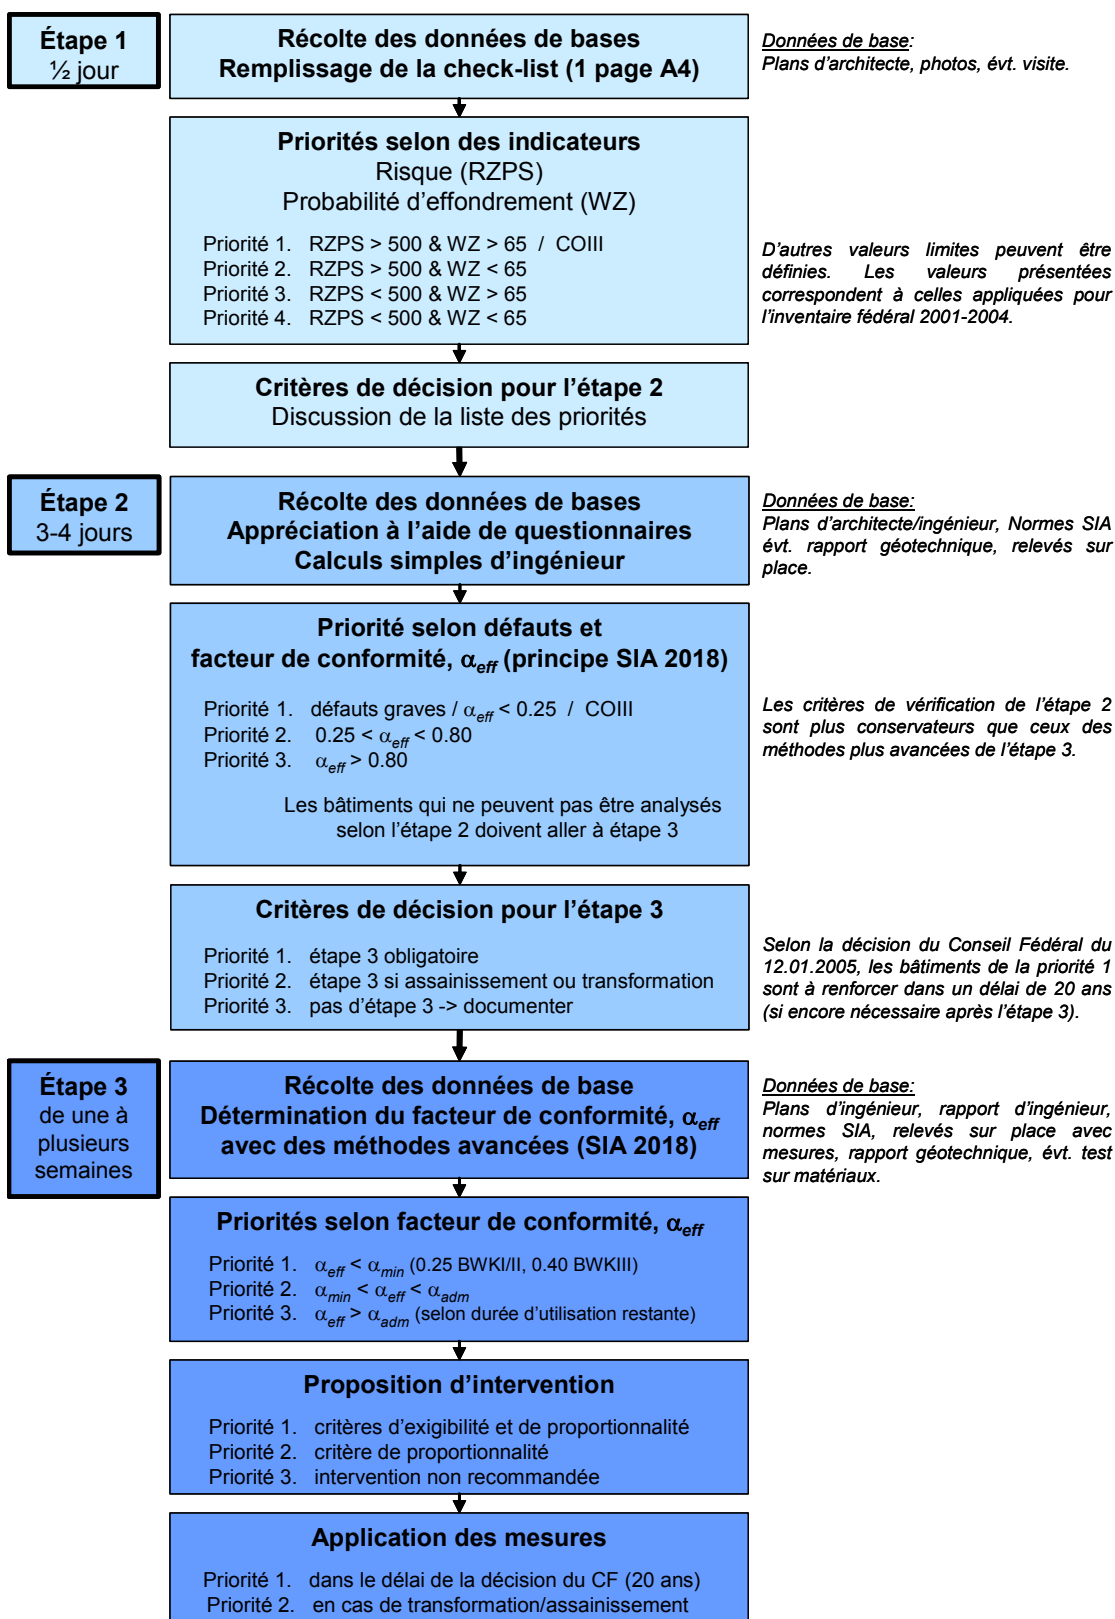 Étape 1
½ jour
Récolte des données de bases
Remplissage de la check-list (1 page A4)
Données de base:
Plans d'architecte, photos, évt. visite.
Priorités selon des indicateurs
Risque (RZPS)
Probabilité d'effondrement (WZ)
Priorité 1. RZPS > 500 & WZ > 65 / COIII
Priorité 2. RZPS > 500 & WZ < 65
Priorité 3. RZPS < 500 & WZ > 65
Priorité 4. RZPS < 500 & WZ < 65
D'autres valeurs limites peuvent être
définies. Les valeurs présentées
correspondent à celles appliquées pour
l'inventaire fédéral 2001-2004.
Critères de décision pour l'étape 2
Discussion de la liste des priorités
Étape 2
3-4 jours
Récolte des données de bases
Appréciation à l'aide de questionnaires
Calculs simples d'ingénieur
Données de base:
Plans d'architecte/ingénieur, Normes SIA
évt. rapport géotechnique, relevés sur
place.
Priorité selon défauts et
facteur de conformité, αeff (principe SIA 2018)
Priorité 1. défauts graves / αeff < 0.25 / COIII
Priorité 2. 0.25 < αeff < 0.80
Priorité 3. αeff > 0.80
Les bâtiments qui ne peuvent pas être analysés
selon l'étape 2 doivent aller à étape 3
Les critères de vérification de l'étape 2
sont plus conservateurs que ceux des
méthodes plus avancées de l'étape 3.
Critères de décision pour l'étape 3
Priorité 1. étape 3 obligatoire
Priorité 2. étape 3 si assainissement ou transformation
Priorité 3. pas d'étape 3 -> documenter
Selon la décision du Conseil Fédéral du
12.01.2005, les bâtiments de la priorité 1
sont à renforcer dans un délai de 20 ans
(si encore nécessaire après l'étape 3).
Étape 3
de une à
plusieurs
semaines
Récolte des données de base
Détermination du facteur de conformité, αeff
avec des méthodes avancées (SIA 2018)
Données de base:
Plans d'ingénieur, rapport d'ingénieur,
normes SIA, relevés sur place avec
mesures, rapport géotechnique, évt. test
sur matériaux.
Priorités selon facteur de conformité, αeff
Priorité 1. αeff < αmin (0.25 BWKI/II, 0.40 BWKIII)
Priorité 2. αmin < αeff < αadm
Priorité 3. αeff > αadm (selon durée d'utilisation restante)
Proposition d'intervention
Priorité 1. critères d'exigibilité et de proportionnalité
Priorité 2. critère de proportionnalité
Priorité 3. intervention non recommandée
Application des mesures
Priorité 1. dans le délai de la décision du CF (20 ans)
Priorité 2. en cas de transformation/assainissement